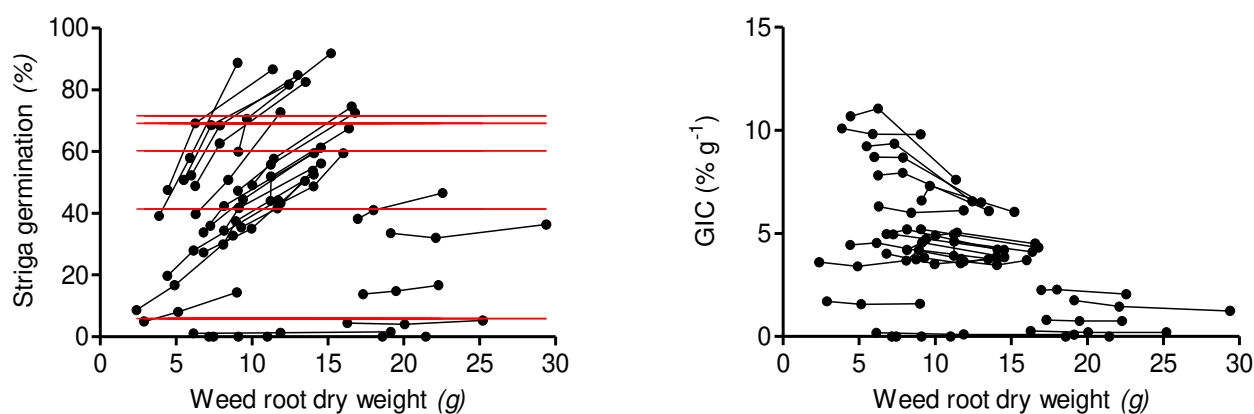 100
80
60
40
20
0
Striga germination (%)
0 5 10 15 20 25 30
Weed root dry weight (g)
15
10
5
0
GIC (% g-1)
0 5 10 15 20 25 30
Weed root dry weight (g)